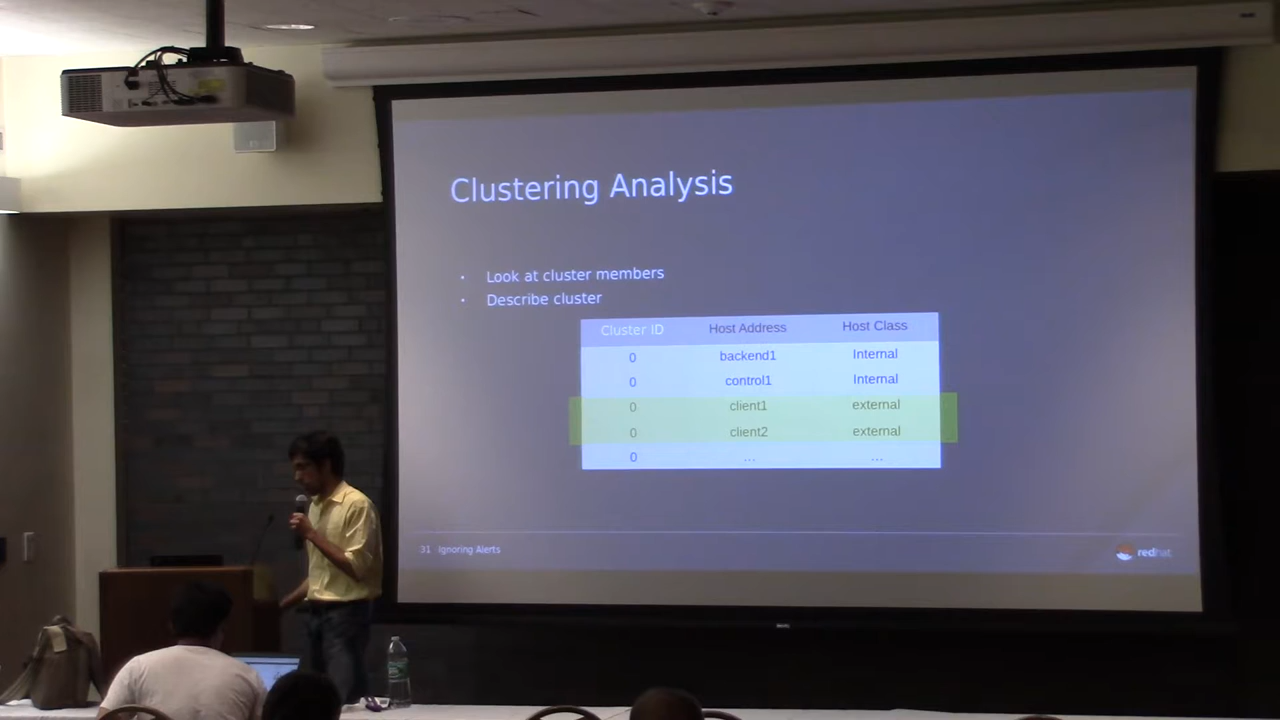 Clustering Analysis
• Look at cluster members
• Describe cluster
Cluster ID Host Address Host Class
0 backend1 Internal
0 control1 Internal
0 client1 external
0 client2 external
0 ... ...
31 Ignoring Alerts
redhat